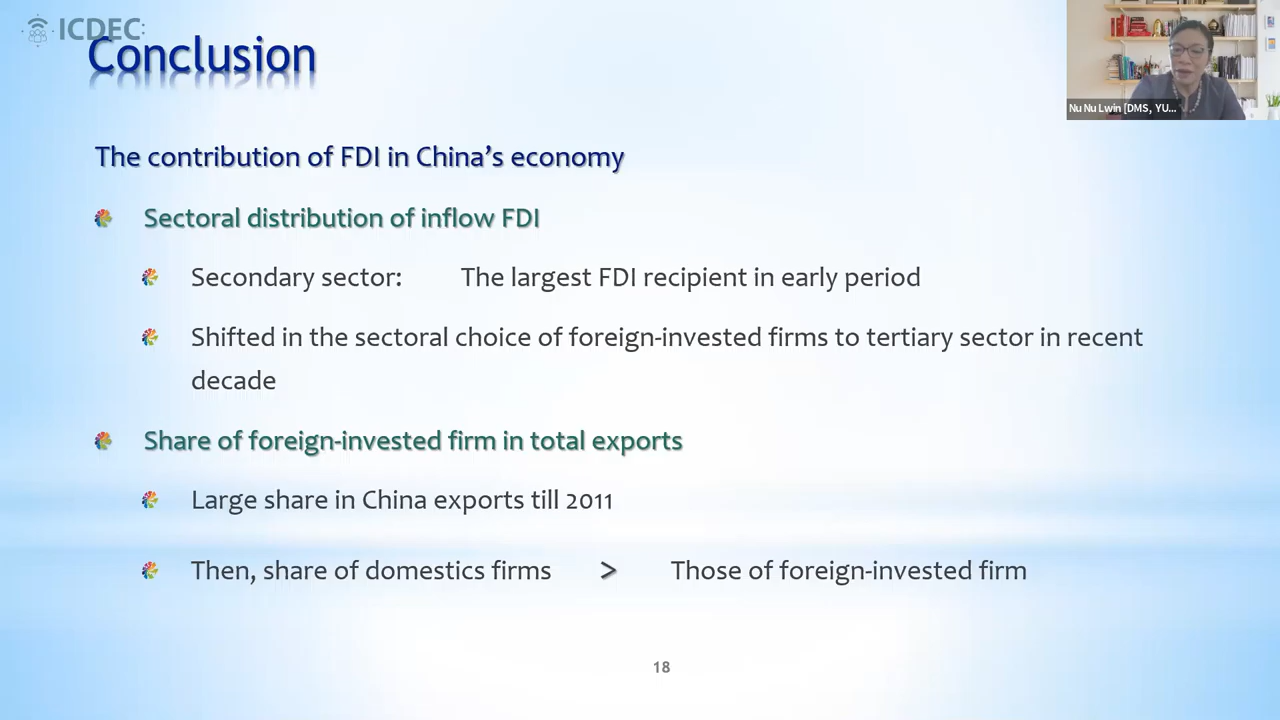 ICDEC
Conclusion
Nu Nu Lwin [DMS, YU...
The contribution of FDI in China’s economy
Sectoral distribution of inflow FDI
Secondary sector: The largest FDI recipient in early period
Shifted in the sectoral choice of foreign-invested firms to tertiary sector in recent
decade
Share of foreign-invested firm in total exports
Large share in China exports till 2011
Then, share of domestics firms > Those of foreign-invested firm
18